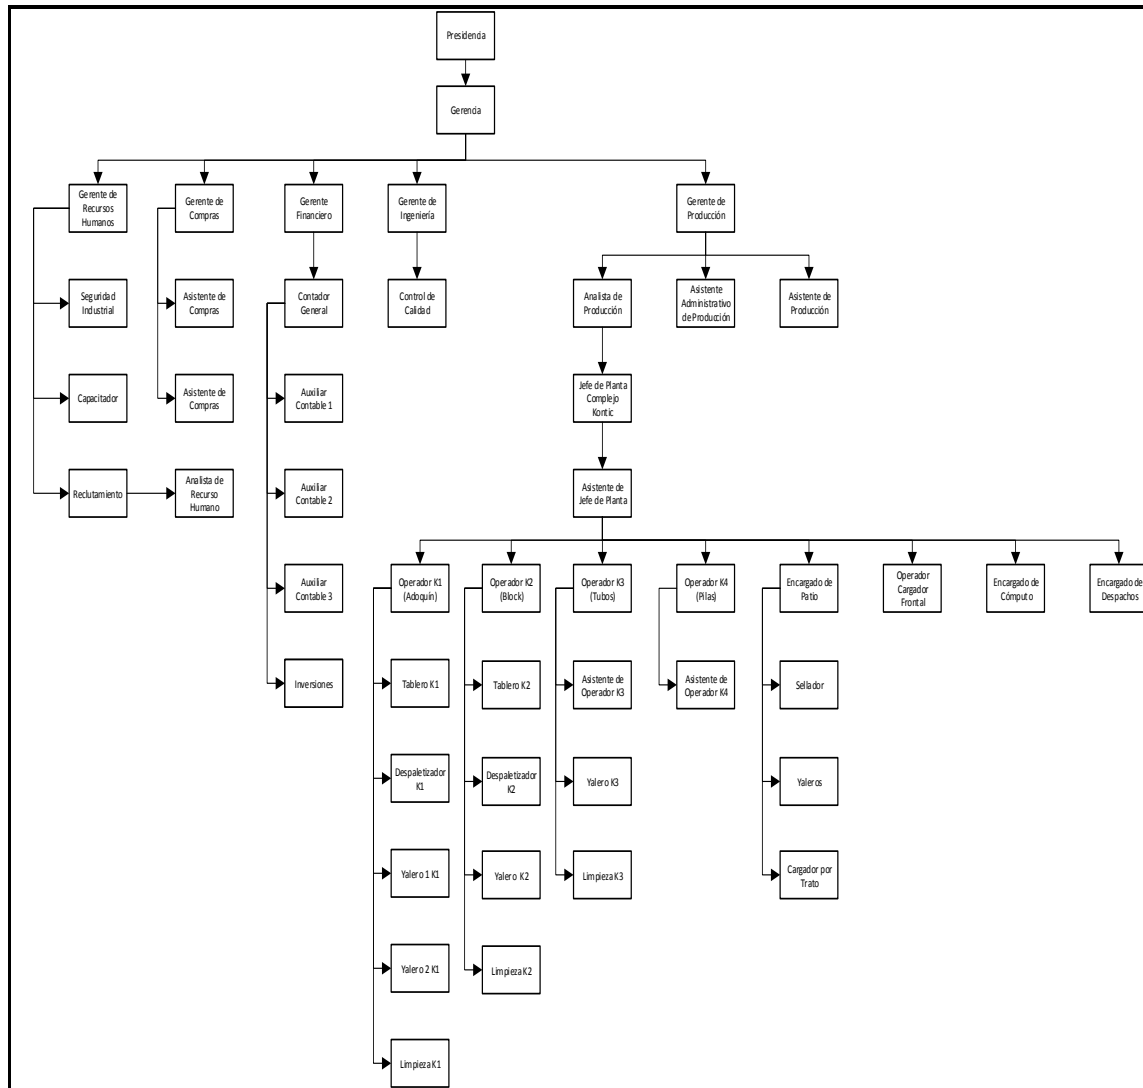 Presidencia
Gerencia
Gerente de
Recursos
Humanos
Gerente de
Compras
Gerente
Financiero
Gerente de
Ingeniería
Gerente de
Producción
Seguridad
Industrial
Asistente de
Compras
Contador
General
Control de
Calidad
Analista de
Producción
Asistente
Administrativo
de Producción
Asistente de
Producción
Capacitador
Asistente de
Compras
Auxiliar
Contable 1
Jefe de Planta
Complejo
Kontic
Reclutamiento
Analista de
Recurso
Humano
Auxiliar
Contable 2
Asistente de
Jefe de Planta
Auxiliar
Contable 3
Operador K1
(Adoquín)
Operador K2
(Block)
Operador K3
(Tubos)
Operador K4
(Pilas)
Encargado de
Patio
Operador
Cargador
Frontal
Encargado de
Cómputo
Encargado de
Despachos
Inversiones
Tablero K1
Tablero K2
Asistente de
Operador K3
Asistente de
Operador K4
Sellador
Despaletizador
K1
Despaletizador
K2
Yalero K3
Yaleros
Yalero 1 K1
Yalero K2
Limpieza K3
Cargador por
Trato
Yalero 2 K1
Limpieza K2
Limpieza K1